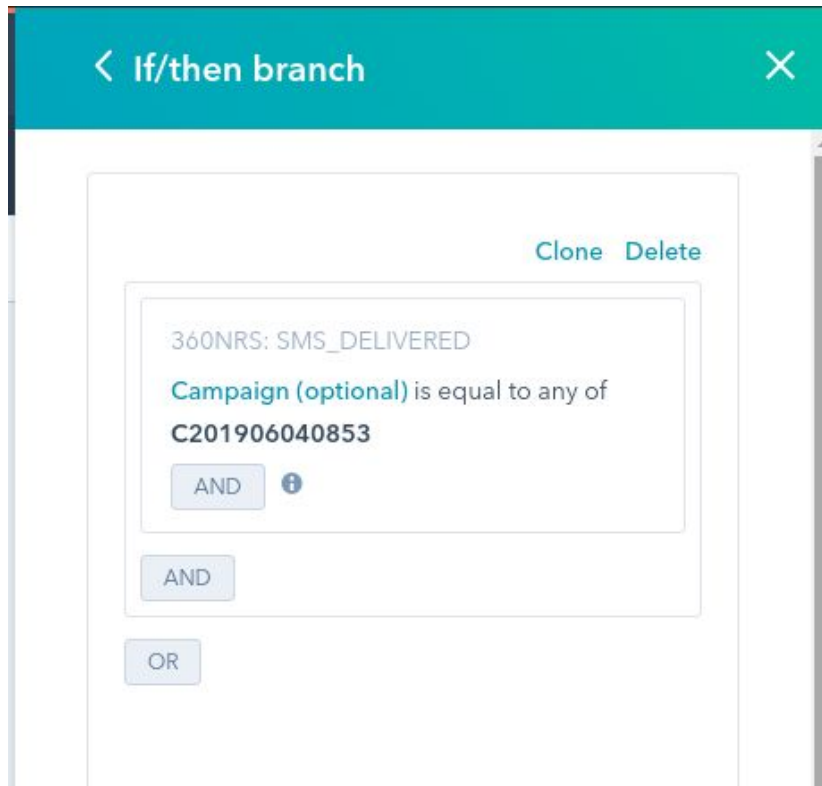 If/then branch
Clone Delete
360NRS: SMS_DELIVERED
Campaign (optional) is equal to any of
C201906040853
AND
AND
OR